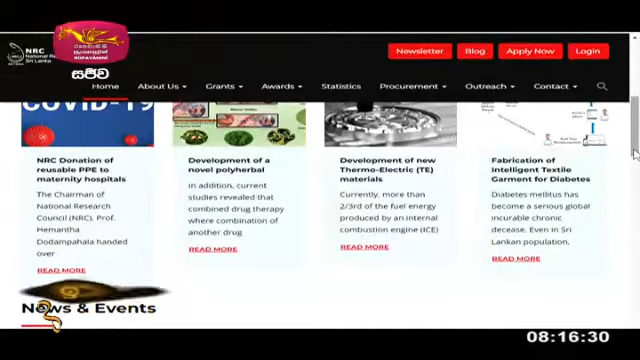 NRC
Sri Lanka
රූපවාහිනී
RUPAVAHINI
සජීව
Newsletter
Blog
Apply Now
Login
Home
About Us
Grants
Awards
Statistics
Procurement
Outreach
Contact
COVID-19
NRC Donation of
reusable PPE to
maternity hospitals
The Chairman of
National Research
Council (NRC), Prof.
Hemantha
Dodampahala handed
over
READ MORE
Development of a
novel polyherbal
In addition, current
studies revealed that
combined drug therapy
where combination of
another drug
READ MORE
Development of new
Thermo-Electric (TE)
materials
Currently, more than
2/3rd of the fuel energy
produced by an internal
combustion engine (ICE)
READ MORE
Fabrication of
Intelligent Textile
Garment for Diabetes
Diabetes mellitus has
become a serious global
incurable chronic
decease. Even in Sri
Lankan population,
READ MORE
News & Events
08:16:30